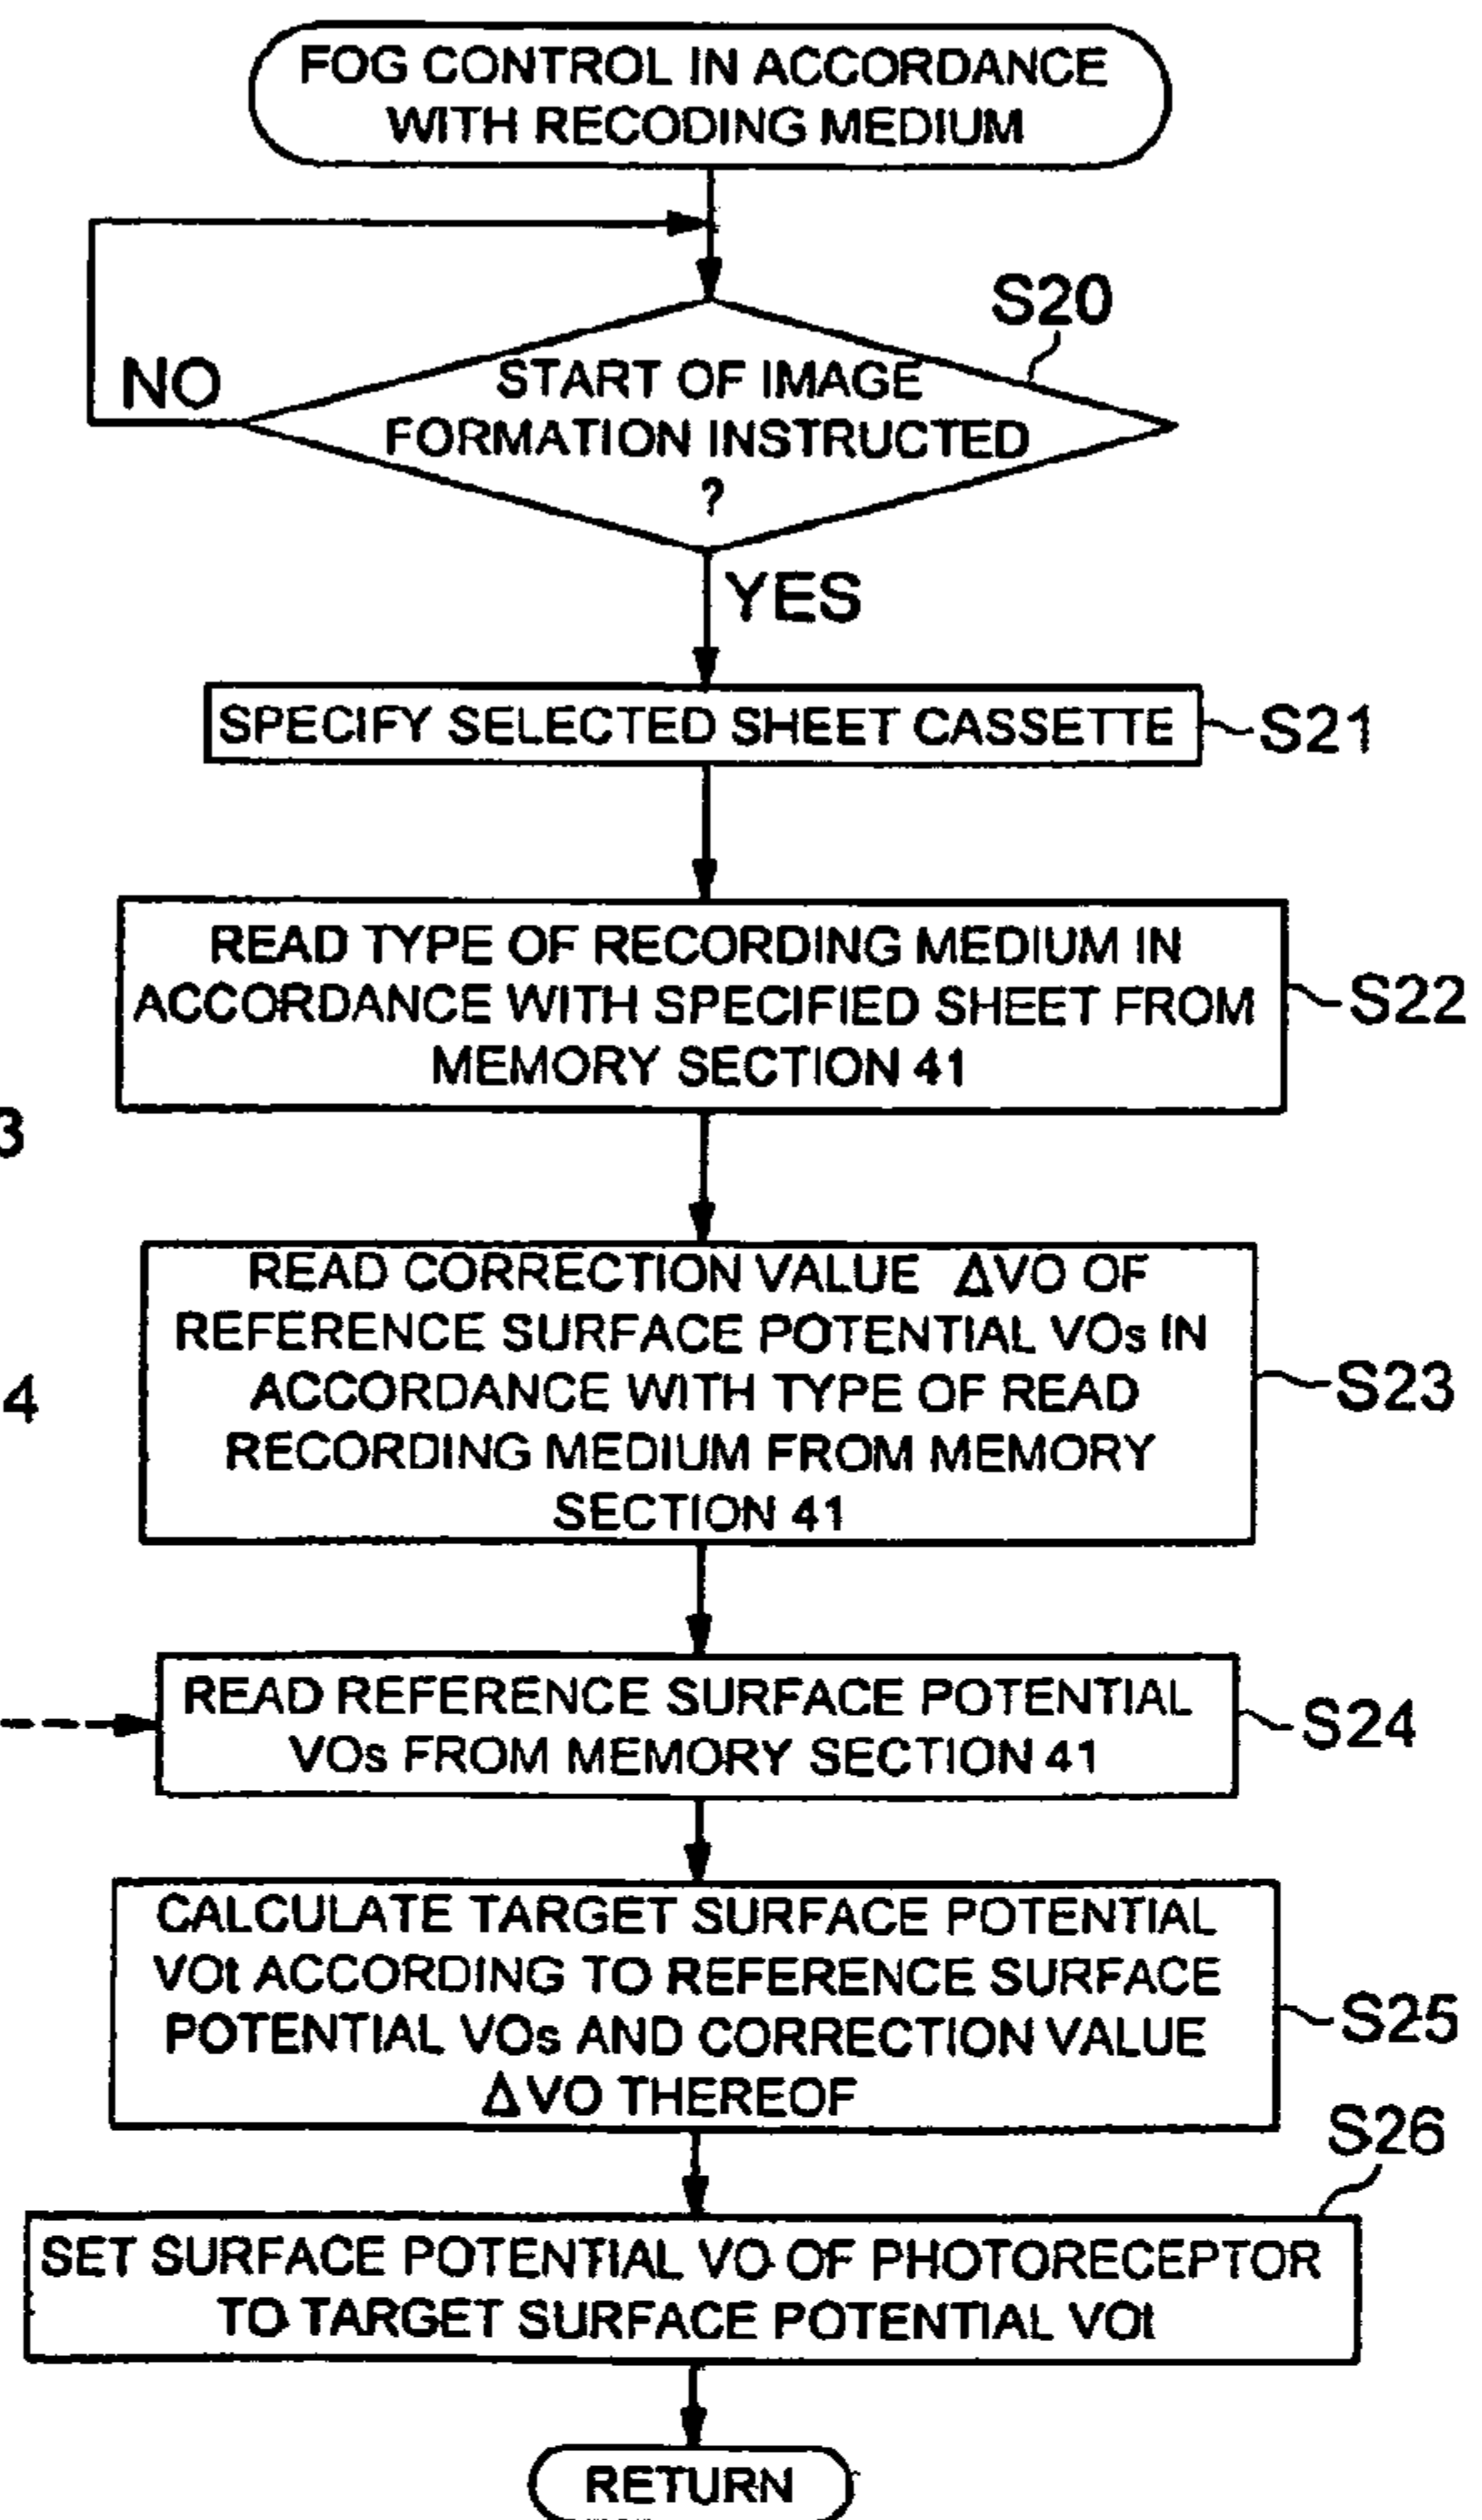 FOG CONTROL IN ACCORDANCE
WITH RECODING MEDIUM
S20
NO
START OF IMAGE
FORMATION INSTRUCTED
?
YES
SPECIFY SELECTED SHEET CASSETTE
S21
READ TYPE OF RECORDING MEDIUM IN
ACCORDANCE WITH SPECIFIED SHEET FROM
MEMORY SECTION 41
S22
3
READ CORRECTION VALUE ΔVO OF
REFERENCE SURFACE POTENTIAL VOs IN
ACCORDANCE WITH TYPE OF READ
RECORDING MEDIUM FROM MEMORY
SECTION 41
S23
4
READ REFERENCE SURFACE POTENTIAL
VOs FROM MEMORY SECTION 41
S24
CALCULATE TARGET SURFACE POTENTIAL
VOt ACCORDING TO REFERENCE SURFACE
POTENTIAL VOs AND CORRECTION VALUE
ΔVO THEREOF
S25
S26
SET SURFACE POTENTIAL VO OF PHOTORECEPTOR
TO TARGET SURFACE POTENTIAL VOt
RETURN